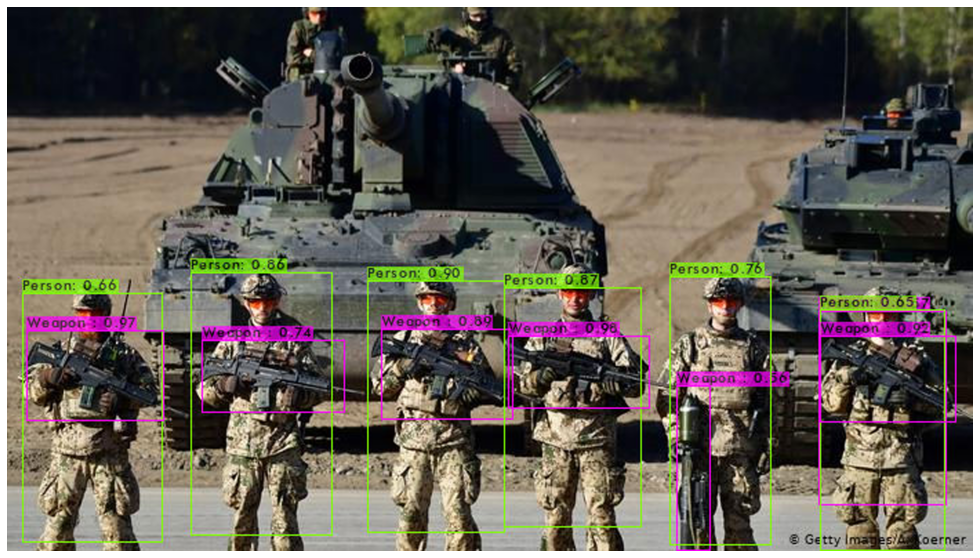 Person: 0.66
Weapon : 0.97
Person: 0.86
Weapon : 0.74
Person: 0.90
Weapon : 0.89
Person: 0.87
Weapon : 0.98
Person: 0.76
Weapon : 0.56
Person: 0.65
Weapon : 0.92
© Getty Images/A. Koerner